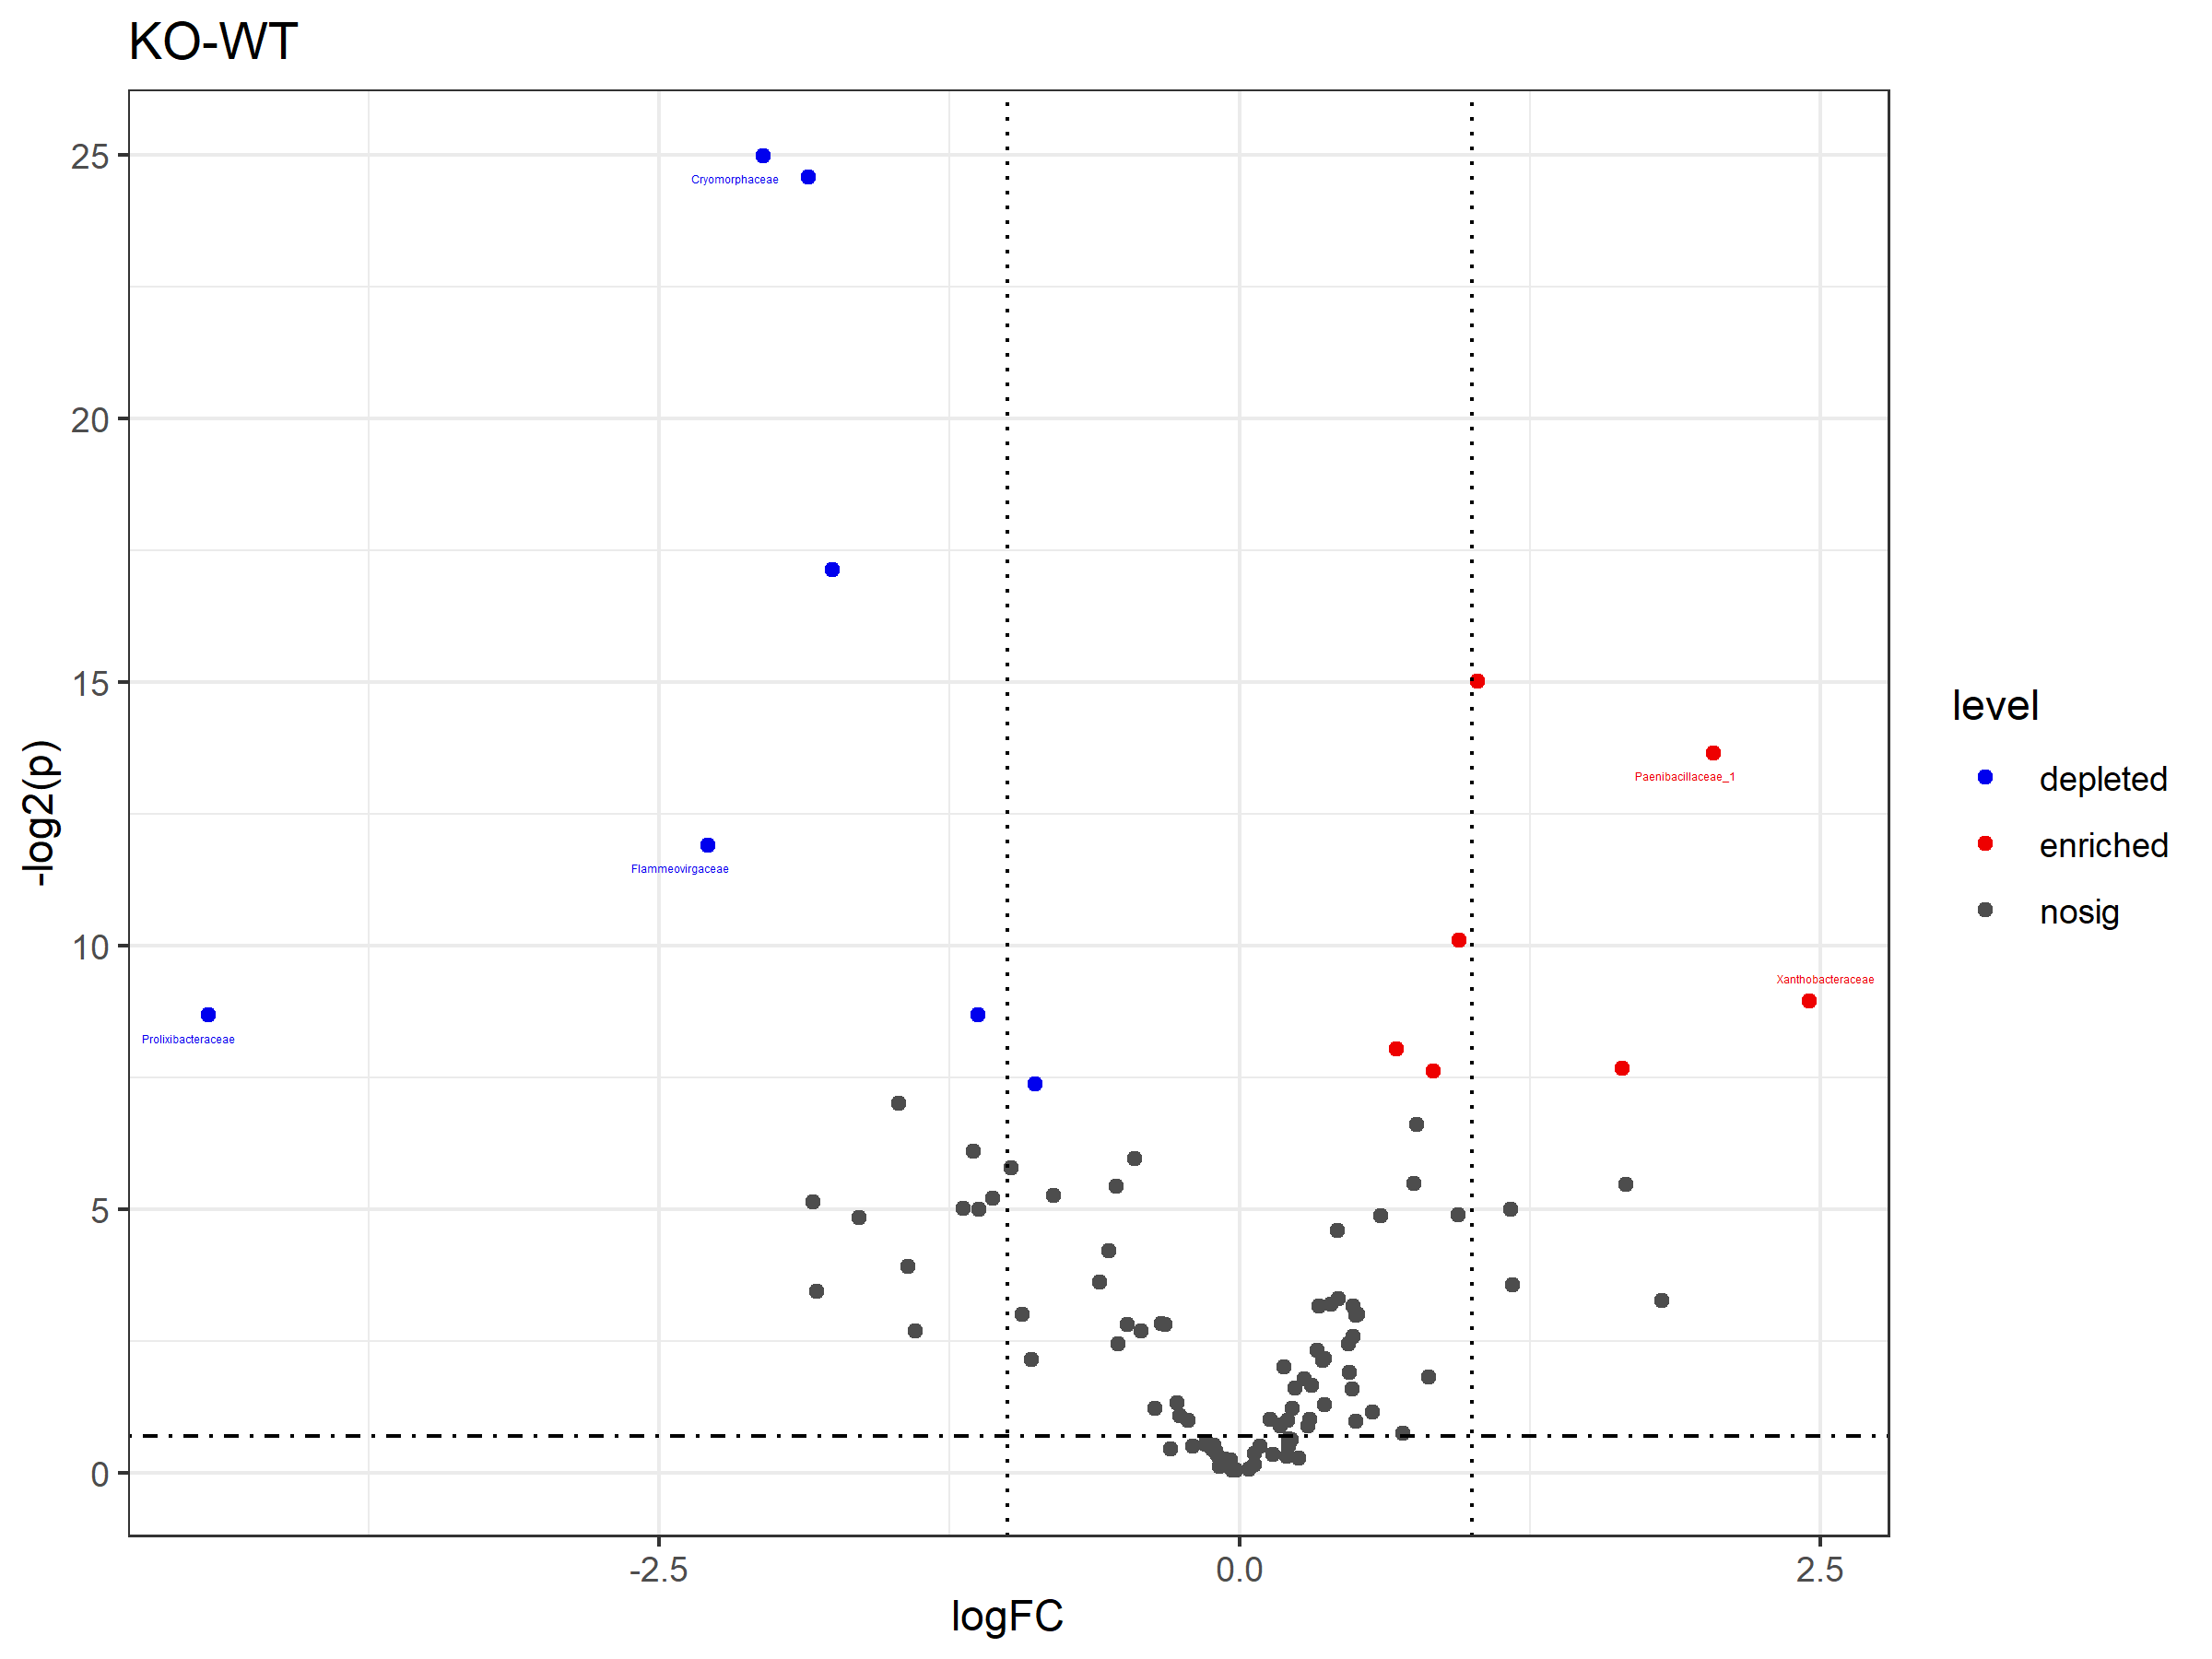 KO-WT
25
20
15
10
5
0
-log2(p)
Cryomorphaceae
Paenibacillaceae_1
Flammeovirgaceae
Xanthobacteraceae
Prolixibacteraceae
-2.5
0.0
2.5
logFC
level
depleted
enriched
nosig